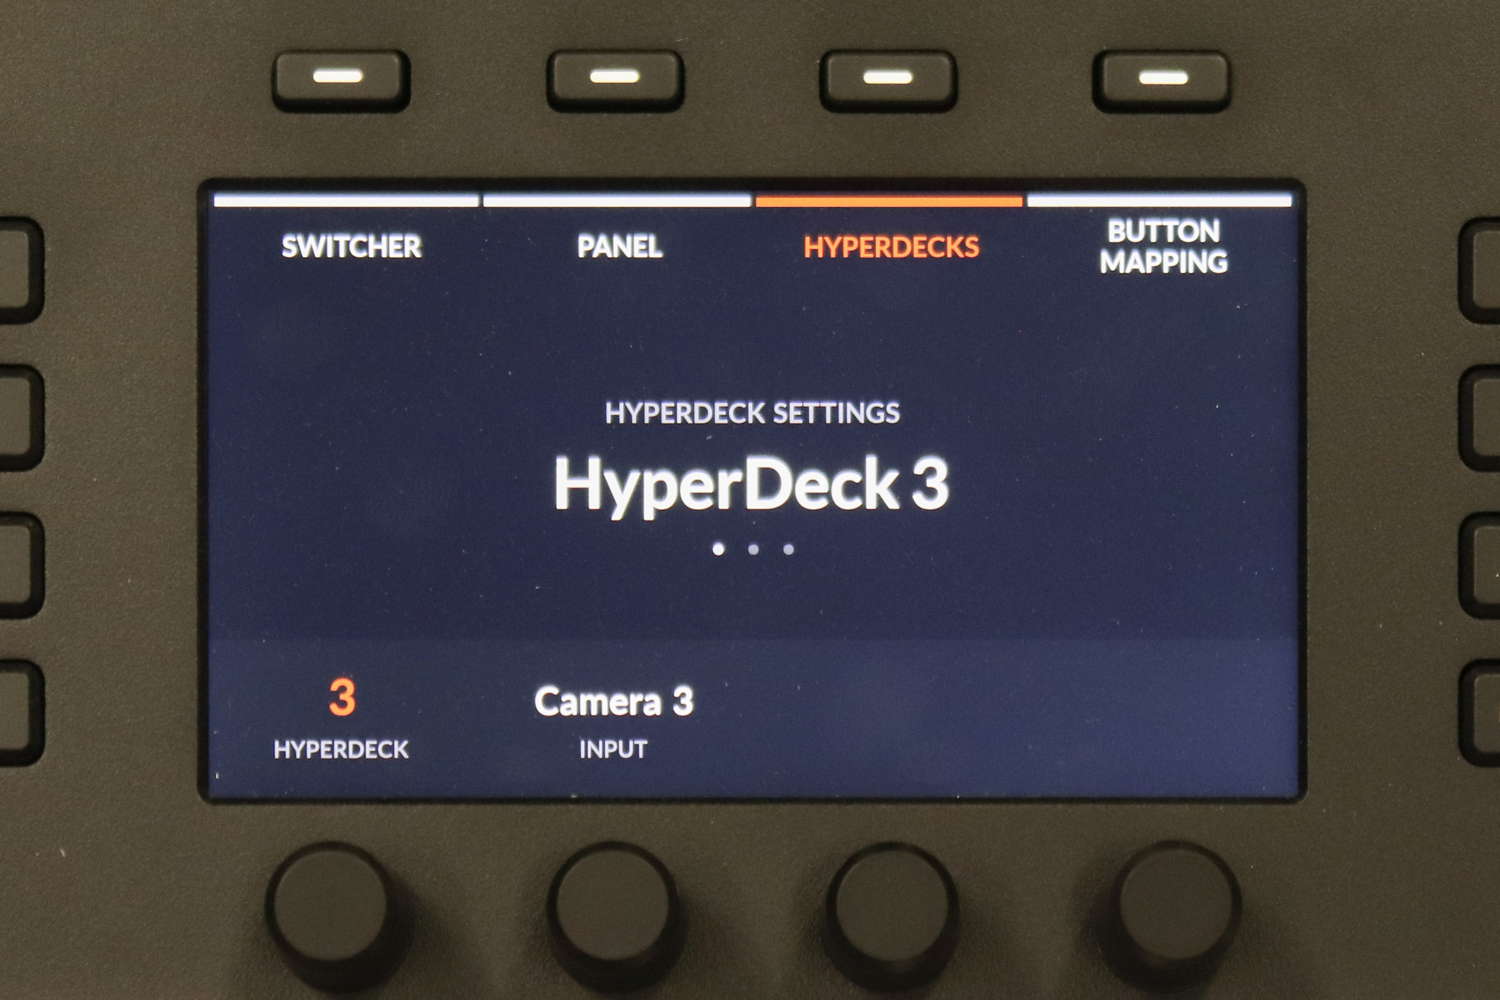 SWITCHER
PANEL
HYPERDECKS
BUTTON
MAPPING
HYPERDECK SETTINGS
HyperDeck 3
3
HYPERDECK
Camera 3
INPUT